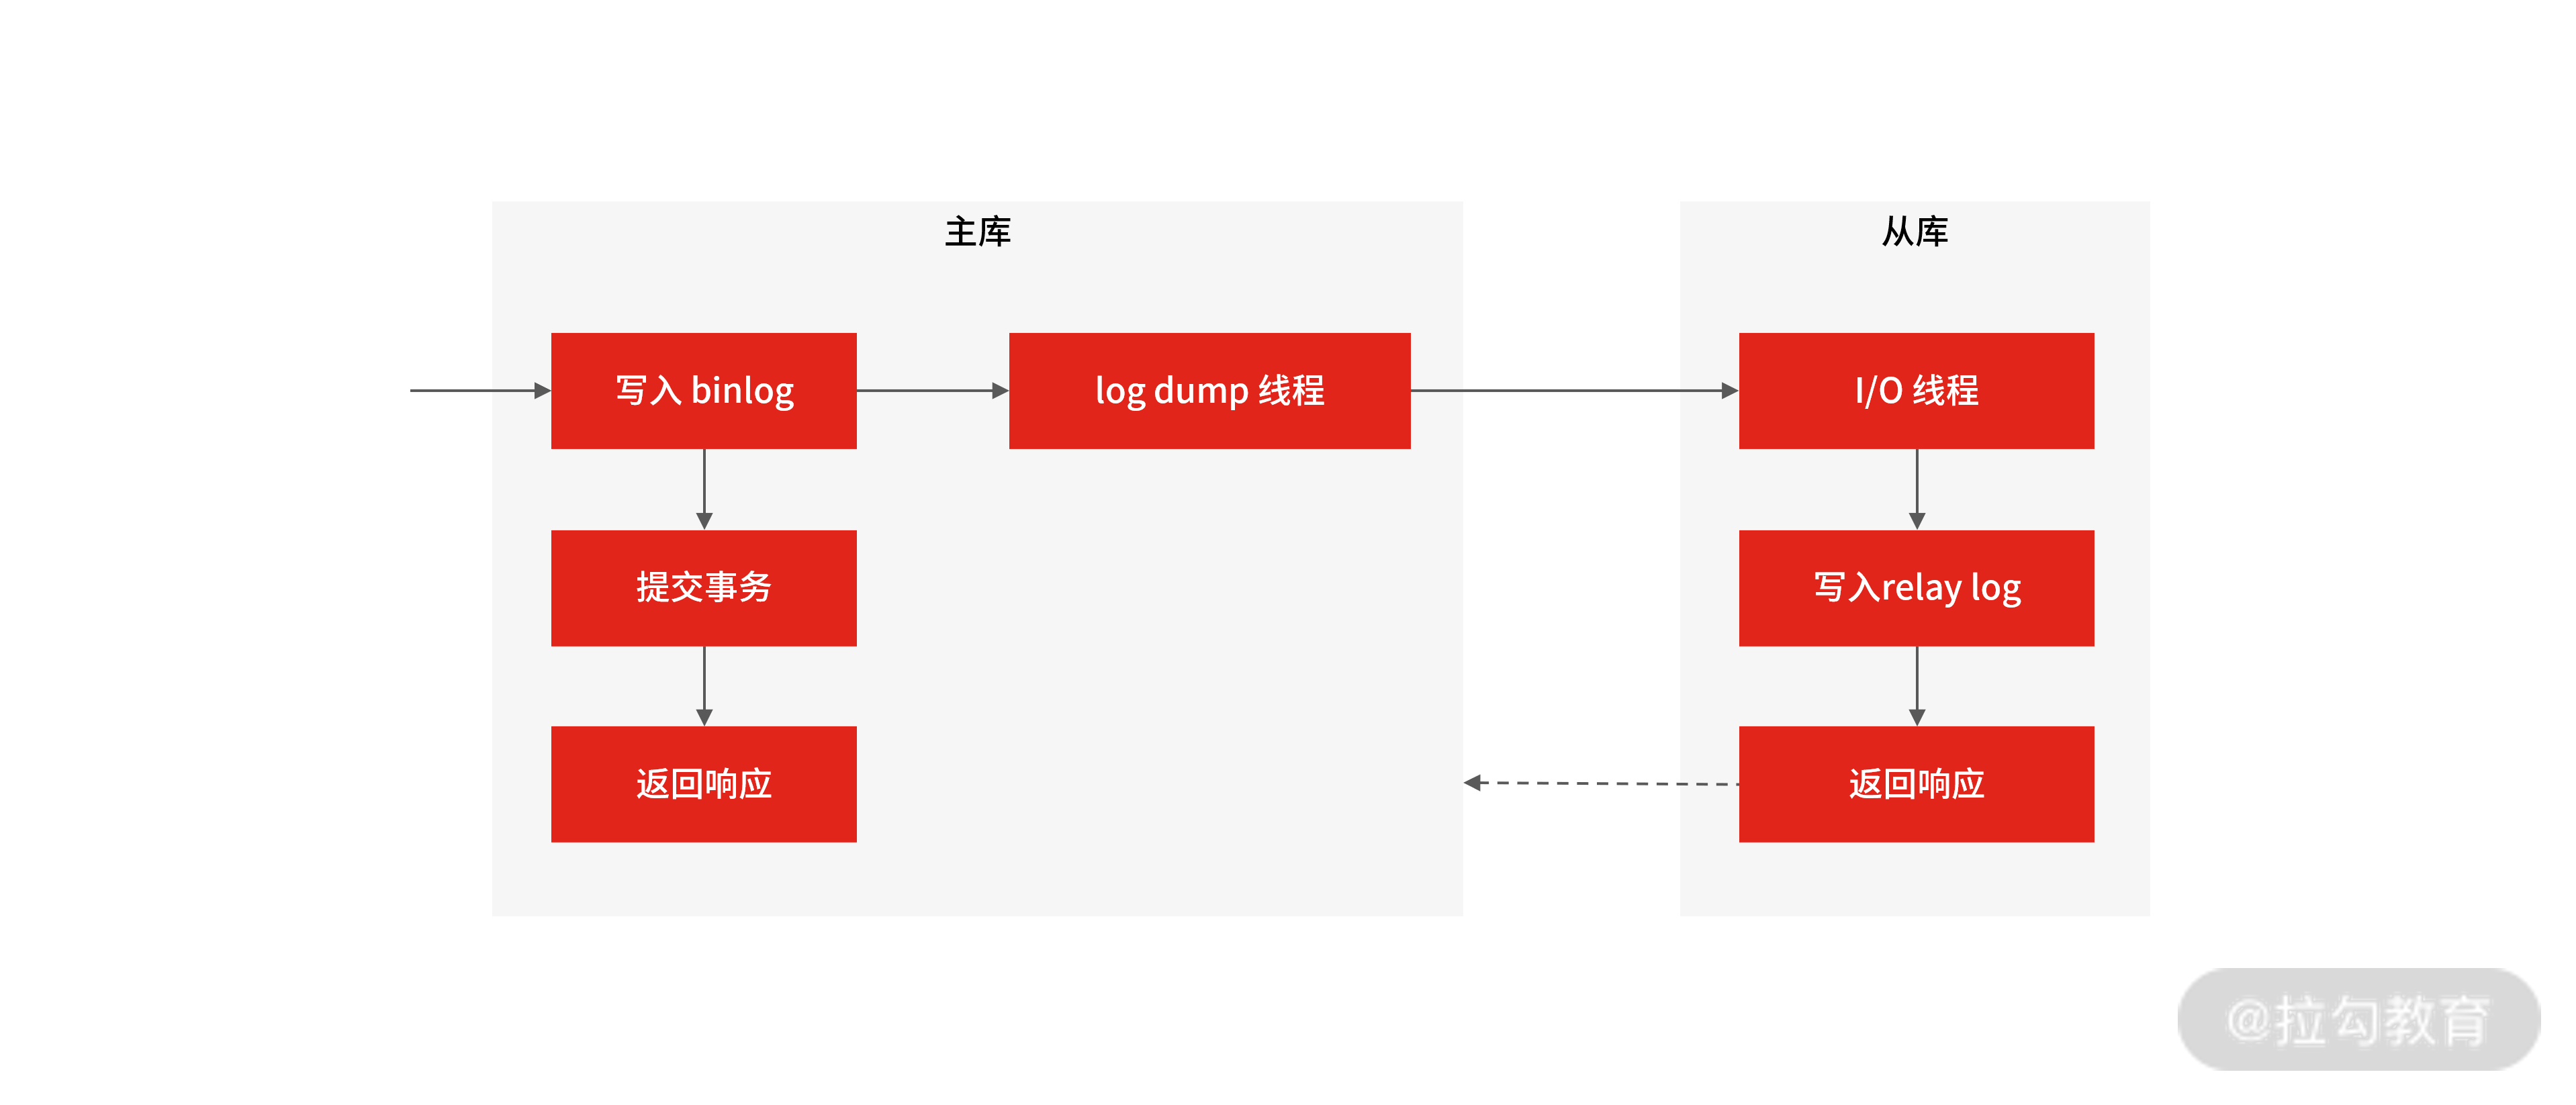 主库
从库
写入 binlog
log dump 线程
I/O 线程
提交事务
写入relay log
返回响应
返回响应
@拉勾教育